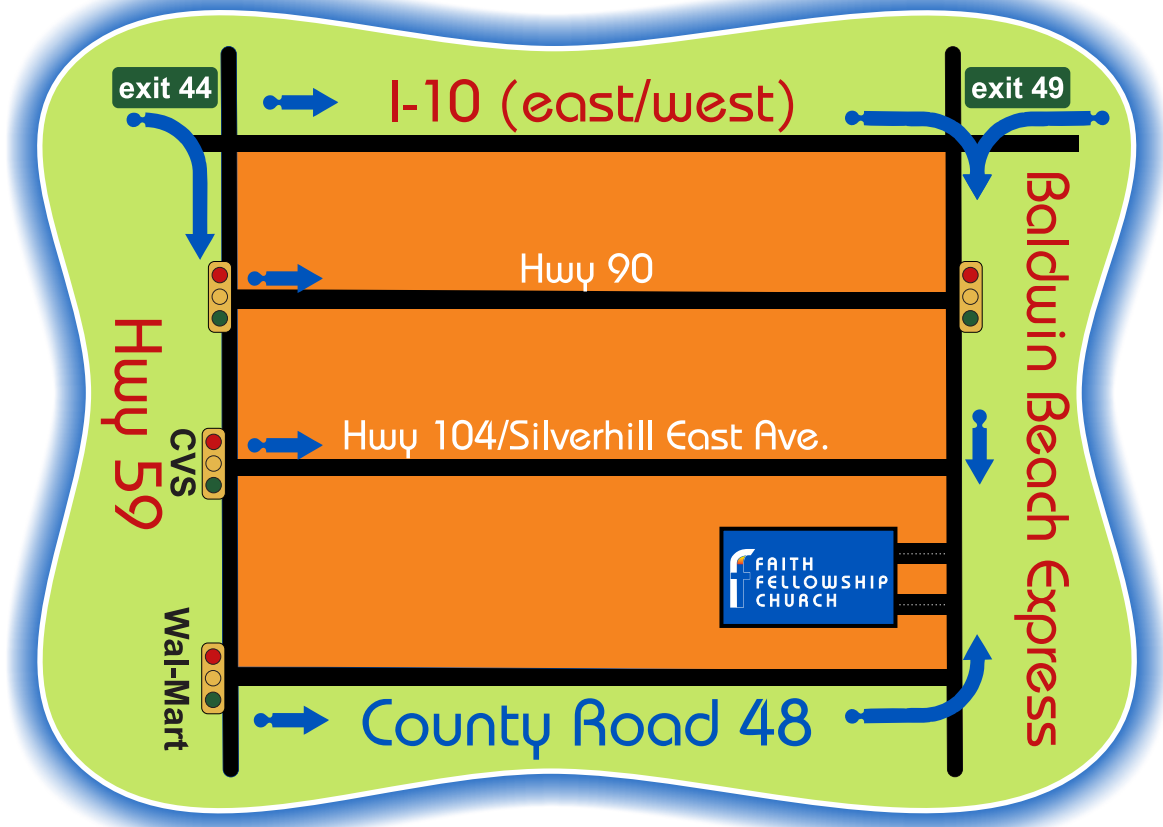 exit 44
I-10 (east/west)
exit 49
Hwy 90
Hwy 59
Baldwin Beach Express
CVS
Hwy 104/Silverhill East Ave.
f FAITH
FELLOWSHIP
CHURCH
Wal-Mart
County Road 48